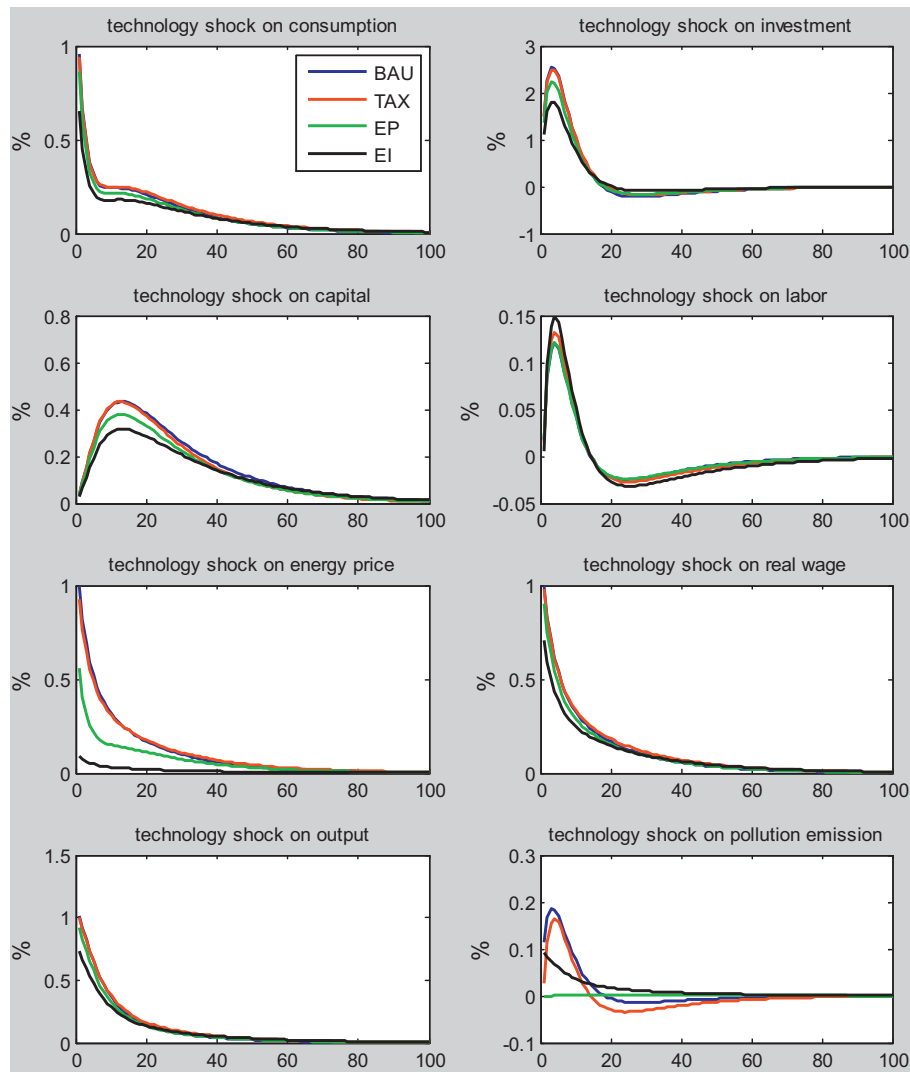 technology shock on consumption
1
0.5
0
%
0 20 40 60 80 100
BAU
TAX
EP
EI
technology shock on investment
3
2
1
0
-1
%
0 20 40 60 80 100
technology shock on capital
0.8
0.6
0.4
0.2
0
%
0 20 40 60 80 100
technology shock on labor
0.15
0.1
0.05
0
-0.05
%
0 20 40 60 80 100
technology shock on energy price
1
0.5
0
%
0 20 40 60 80 100
technology shock on real wage
1
0.5
0
%
0 20 40 60 80 100
technology shock on output
1.5
1
0.5
0
%
0 20 40 60 80 100
technology shock on pollution emission
0.3
0.2
0.1
0
-0.1
%
0 20 40 60 80 100